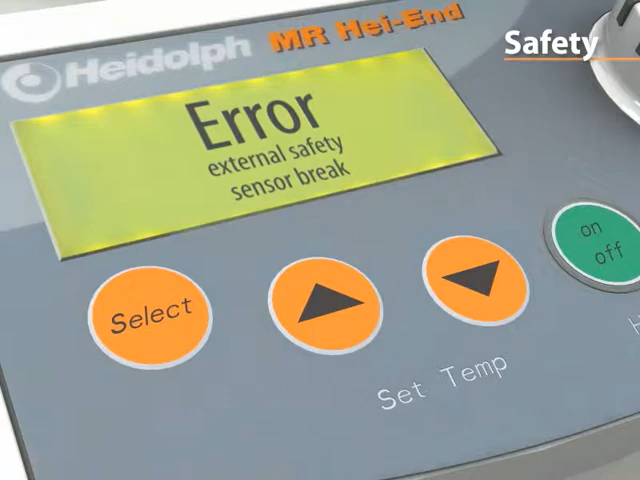 Safety
Heidolph MR Hei-End
Error
external safety
sensor break
Select
on
off
Set Temp
H